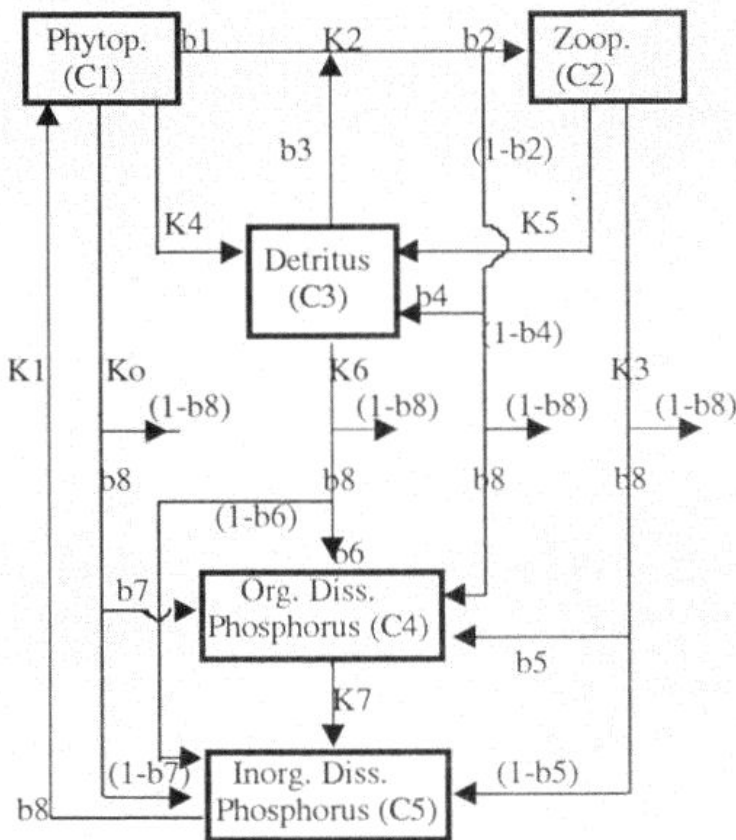 Phytop.
(C1)
b1
K2
b2
Zoop.
(C2)
b3
(1-b2)
K4
Detritus
(C3)
K5
b4
(1-b4)
K1
Ko
K6
K3
(1-b8)
(1-b8)
(1-b8)
(1-b8)
b8
b8
b8
b8
(1-b6)
b6
b7
Org. Diss.
Phosphorus (C4)
b5
K7
(1-b7)
Inorg. Diss.
Phosphorus (C5)
(1-b5)
b8